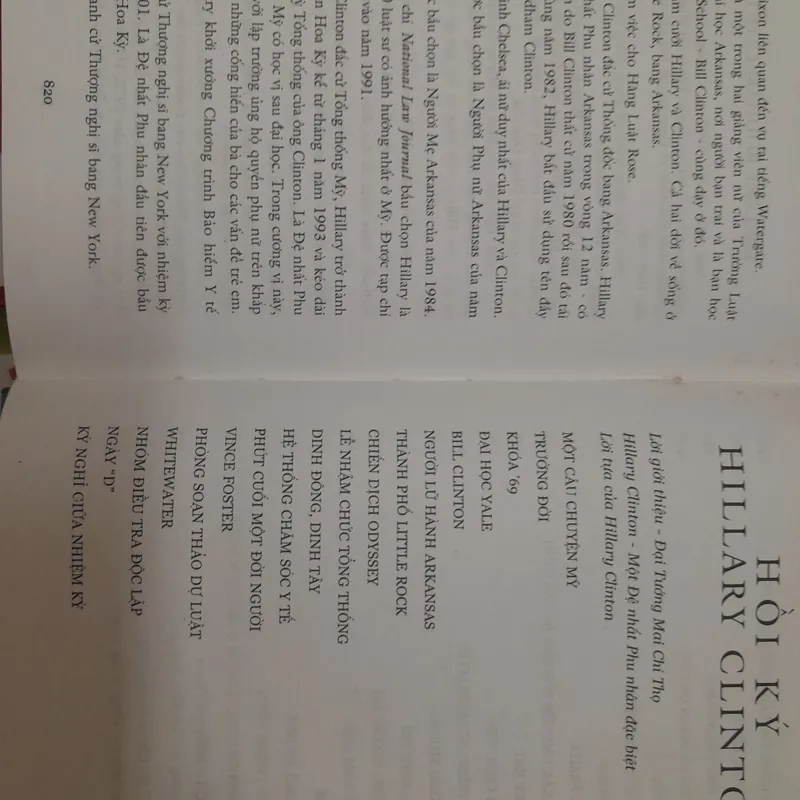 ixon liên quan đến vụ tai tiếng Watergate.
một trong hai giảng viên nữ của Trường Luật
i học Arkansas, nơi người bạn trai và là bạn học
School - Bill Clinton - cùng dạy ở đó.
m cưới Hillary và Clinton. Cả hai dời về sống ở
e Rock, bang Arkansas.
m việc cho Hãng Luật Rose.
Clinton đắc cử Thống đốc bang Arkansas. Hillary
hất Phu nhân Arkansas trong vòng 12 năm - có
n do Bill Clinton thất cử năm 1980 rồi sau đó tái
ùng năm 1982, Hillary bắt đầu sử dụng tên đầy
dham Clinton.
inh Chelsea, ái nữ duy nhất của Hillary và Clinton.
ợc bầu chọn là Người Phụ nữ Arkansas của năm
ợc bầu chọn là Người Mẹ Arkansas của năm 1984.
chí National Law Journal bầu chọn Hillary là
0 luật sư có ảnh hưởng nhất ở Mỹ. Được tạp chí
vào năm 1991.
Clinton đắc cử Tổng thống Mỹ, Hillary trở thành
n Hoa Kỳ kể từ tháng 1 năm 1993 và kéo dài
ỳ Tổng thống của ông Clinton. Là Đệ nhất Phu
Mỹ có học vị sau đại học. Trong cương vị này,
với lập trường ủng hộ quyền phụ nữ trên khắp
những cống hiến của bà cho các vấn đề trẻ em.
ry khởi xướng Chương trình Bảo hiểm Y tế
ử Thượng nghị sĩ bang New York với nhiệm kỳ
01. Là Đệ nhất Phu nhân đầu tiên được bầu
Hoa Kỳ.
anh cử Thượng nghị sĩ bang New York.
820
HỒI KÝ
HILLARY CLINTO
Lời giới thiệu - Đại Tướng Mai Chí Thọ
Hillary Clinton - Một Đệ nhất Phu nhân đặc biệt
Lời tựa của Hillary Clinton
MỘT CÂU CHUYỆN MỸ
TRƯỜNG ĐỜI
KHÓA '69
ĐẠI HỌC YALE
BILL CLINTON
NGƯỜI LỮ HÀNH ARKANSAS
THÀNH PHỐ LITTLE ROCK
CHIẾN DỊCH ODYSSEY
LỄ NHẬM CHỨC TỔNG THỐNG
DINH ĐÔNG, DINH TÂY
HỆ THỐNG CHĂM SÓC Y TẾ
PHÚT CUỐI MỘT ĐỜI NGƯỜI
VINCE FOSTER
PHÒNG SOẠN THẢO DỰ LUẬT
WHITEWATER
NHÓM ĐIỀU TRA ĐỘC LẬP
NGÀY "D"
KỲ NGHỈ GIỮA NHIỆM KỲ